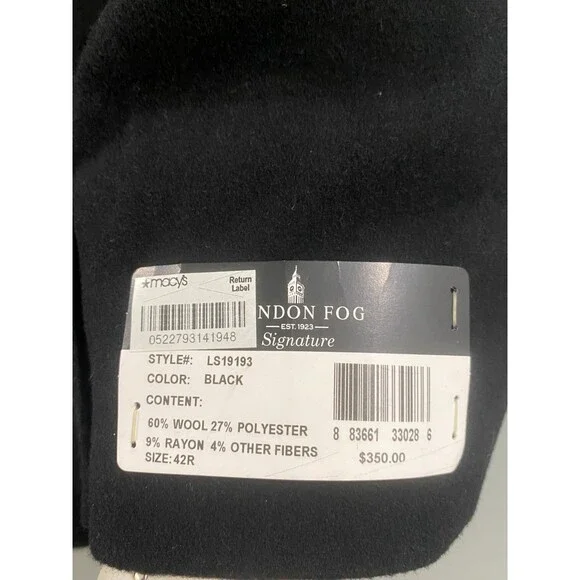 ★macy's
Return
Label
0522793141948
NDON FOG
EST. 1923
Signature
STYLE#: LS19193
COLOR: BLACK
CONTENT:
60% WOOL 27% POLYESTER
9% RAYON 4% OTHER FIBERS
SIZE:42R
8 83661 33028 6
$350.00